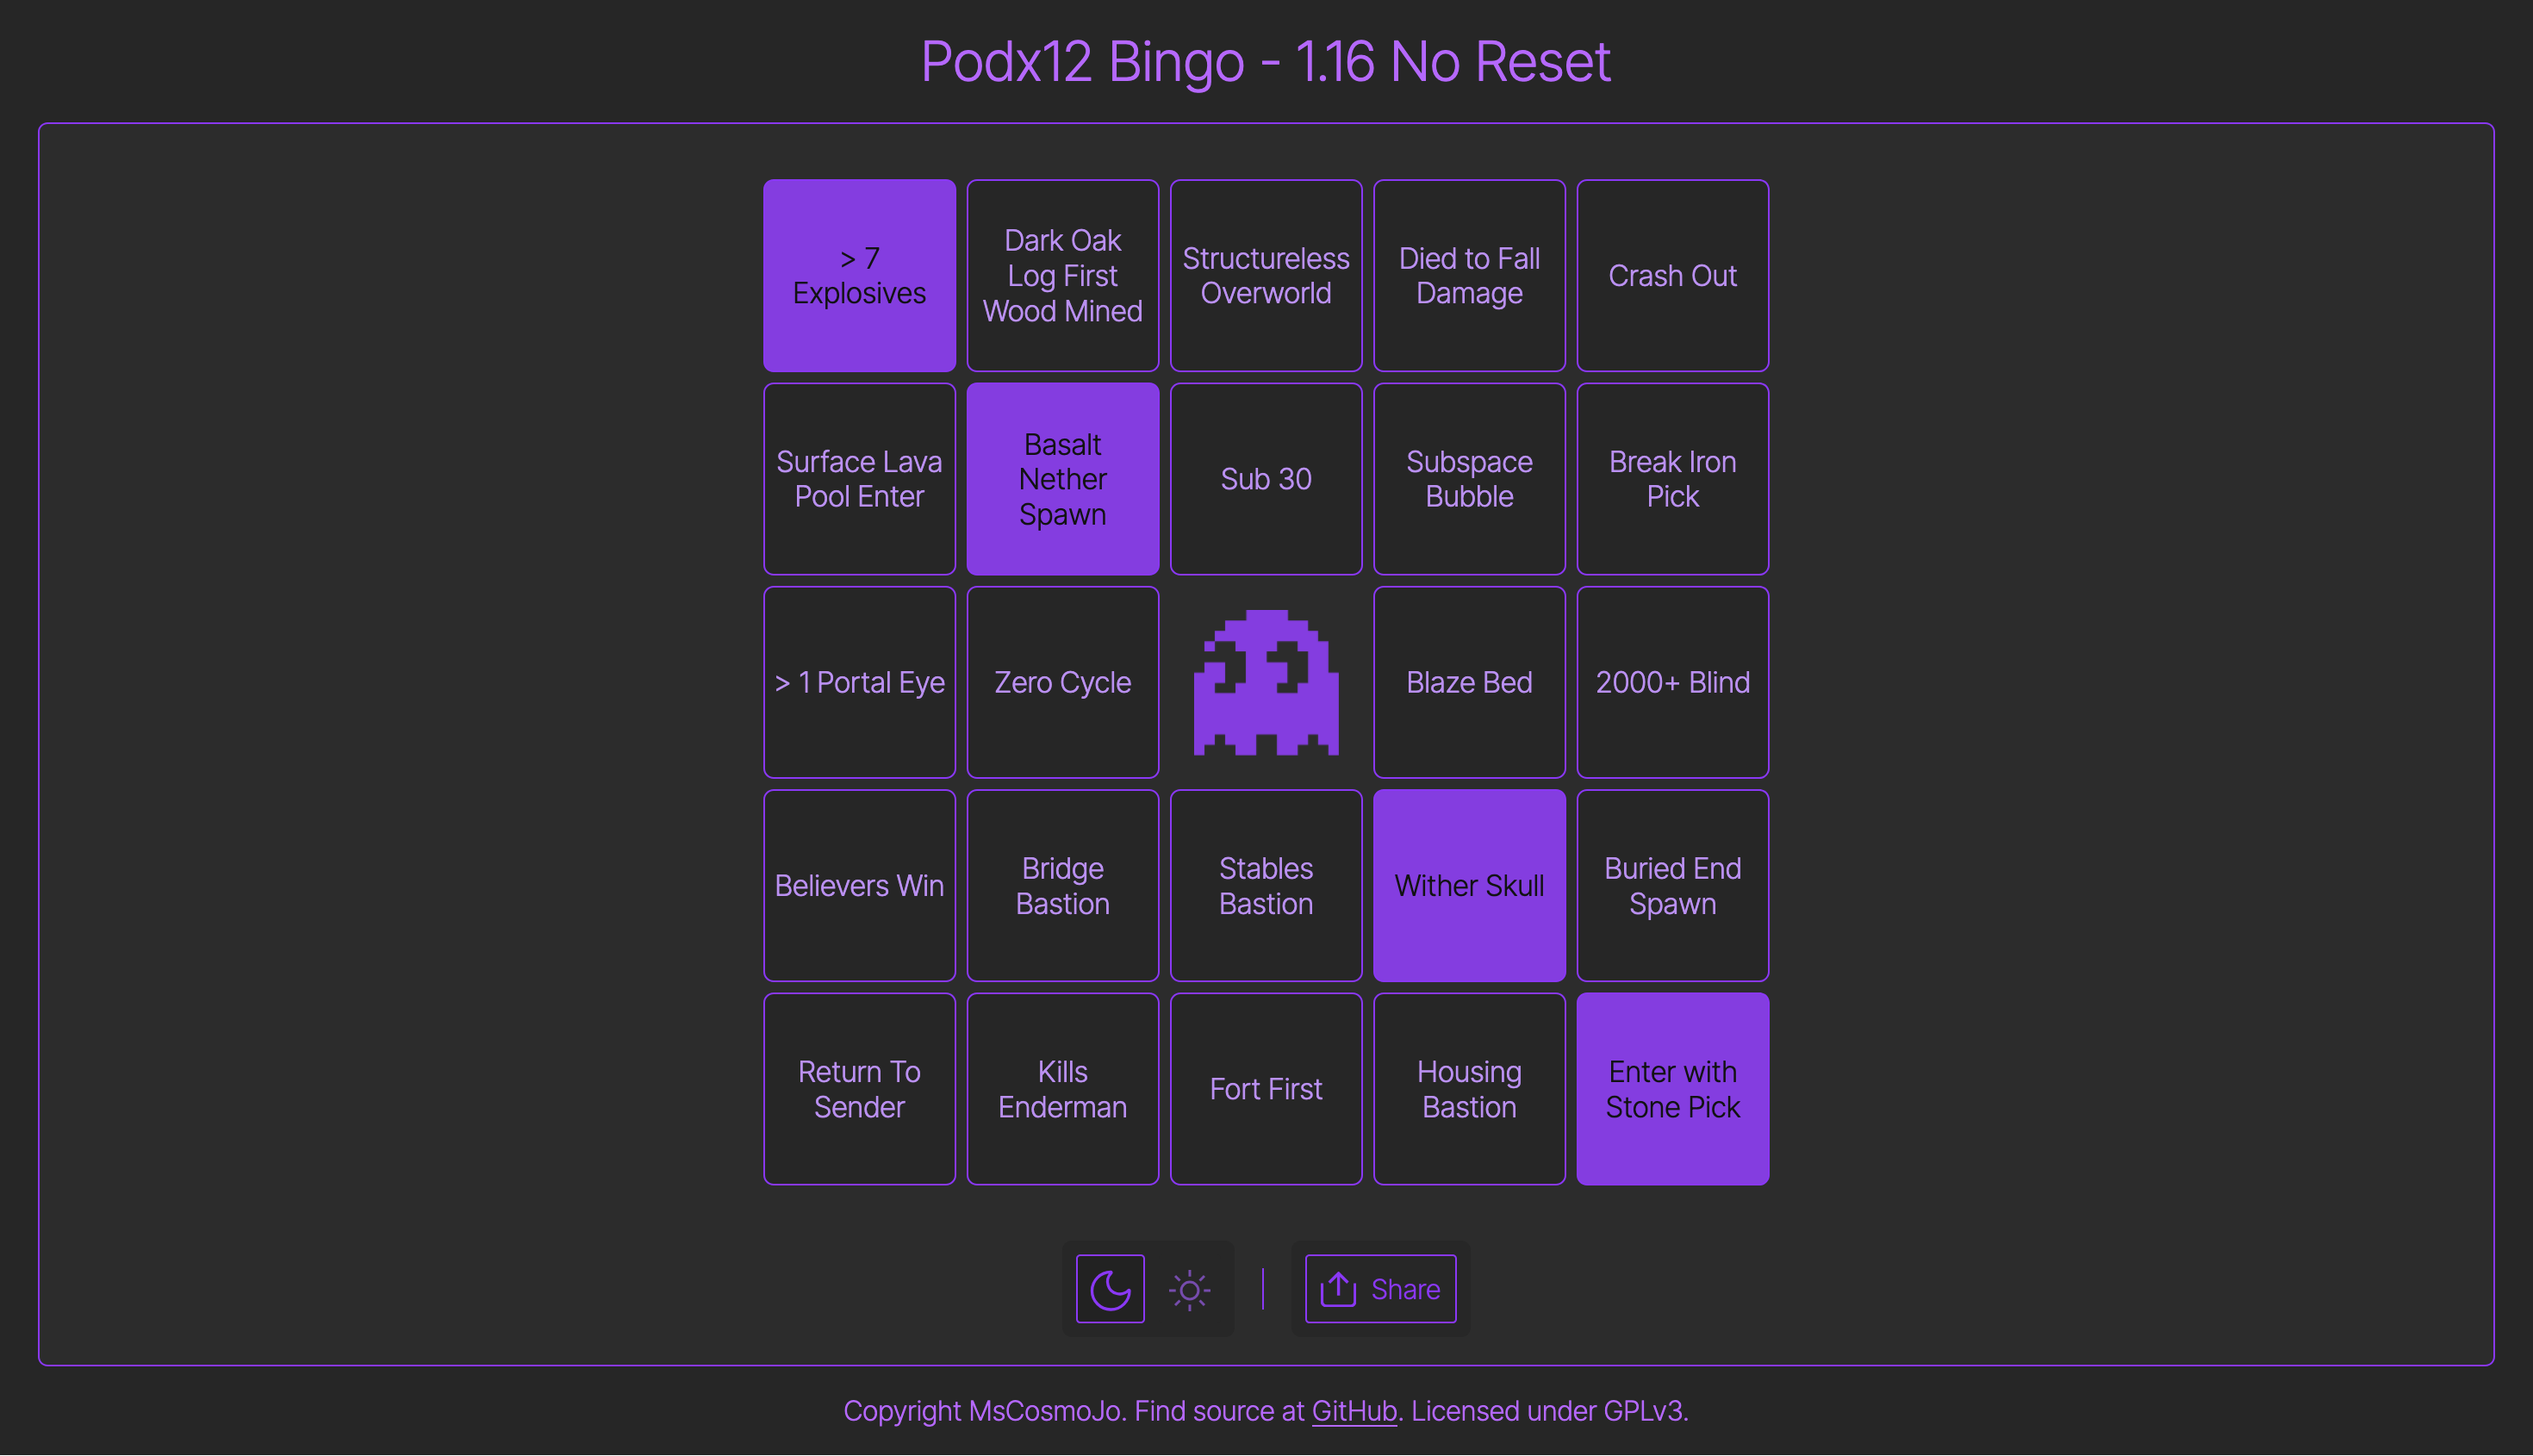 Podx12 Bingo - 1.16 No Reset
> 7
Explosives
Dark Oak
Log First
Wood Mined
Structureless
Overworld
Died to Fall
Damage
Crash Out
Surface Lava
Pool Enter
Basalt
Nether
Spawn
Sub 30
Subspace
Bubble
Break Iron
Pick
> 1 Portal Eye
Zero Cycle
Blaze Bed
2000+ Blind
Believers Win
Bridge
Bastion
Stables
Bastion
Wither Skull
Buried End
Spawn
Return To
Sender
Kills
Enderman
Fort First
Housing
Bastion
Enter with
Stone Pick
Share
Copyright MsCosmoJo. Find source at GitHub. Licensed under GPLv3.